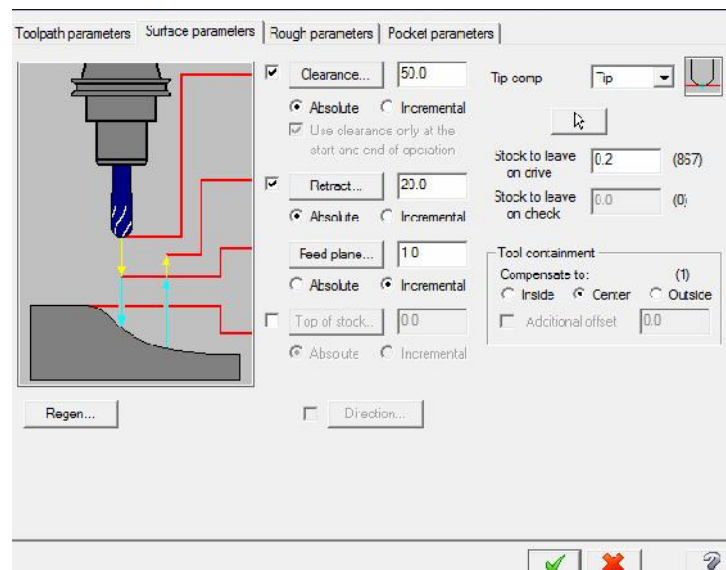 Toolpath parameters Surface parameters Rough parameters Pocket parameters
Clearance... 50.0
Absolute Incremental
Use clearance only at the
start and end of operation
Retract... 20.0
Absolute Incremental
Feed plane... 1.0
Absolute Incremental
Top of stock... 0.0
Absolute Incremental
Tip comp Tip
Stock to leave
on drive 0.2 (867)
Stock to leave
on check 0.0 (0)
Tool containment
Compensate to: (1)
Inside Center Outside
Additional offset 0.0
Regen... Direction...